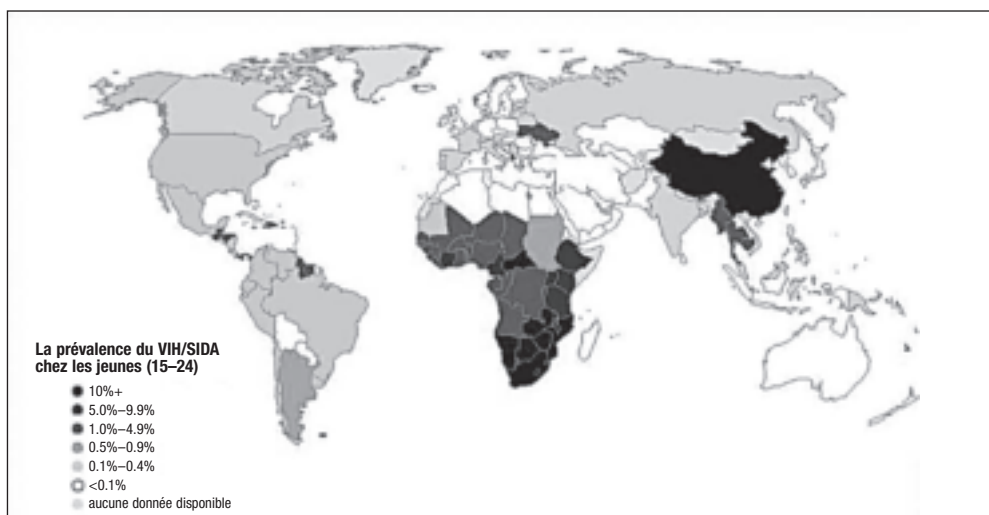 La prévalence du VIH/SIDA
chez les jeunes (15–24)
10%+
5.0%–9.9%
1.0%–4.9%
0.5%–0.9%
0.1%–0.4%
<0.1%
aucune donnée disponible